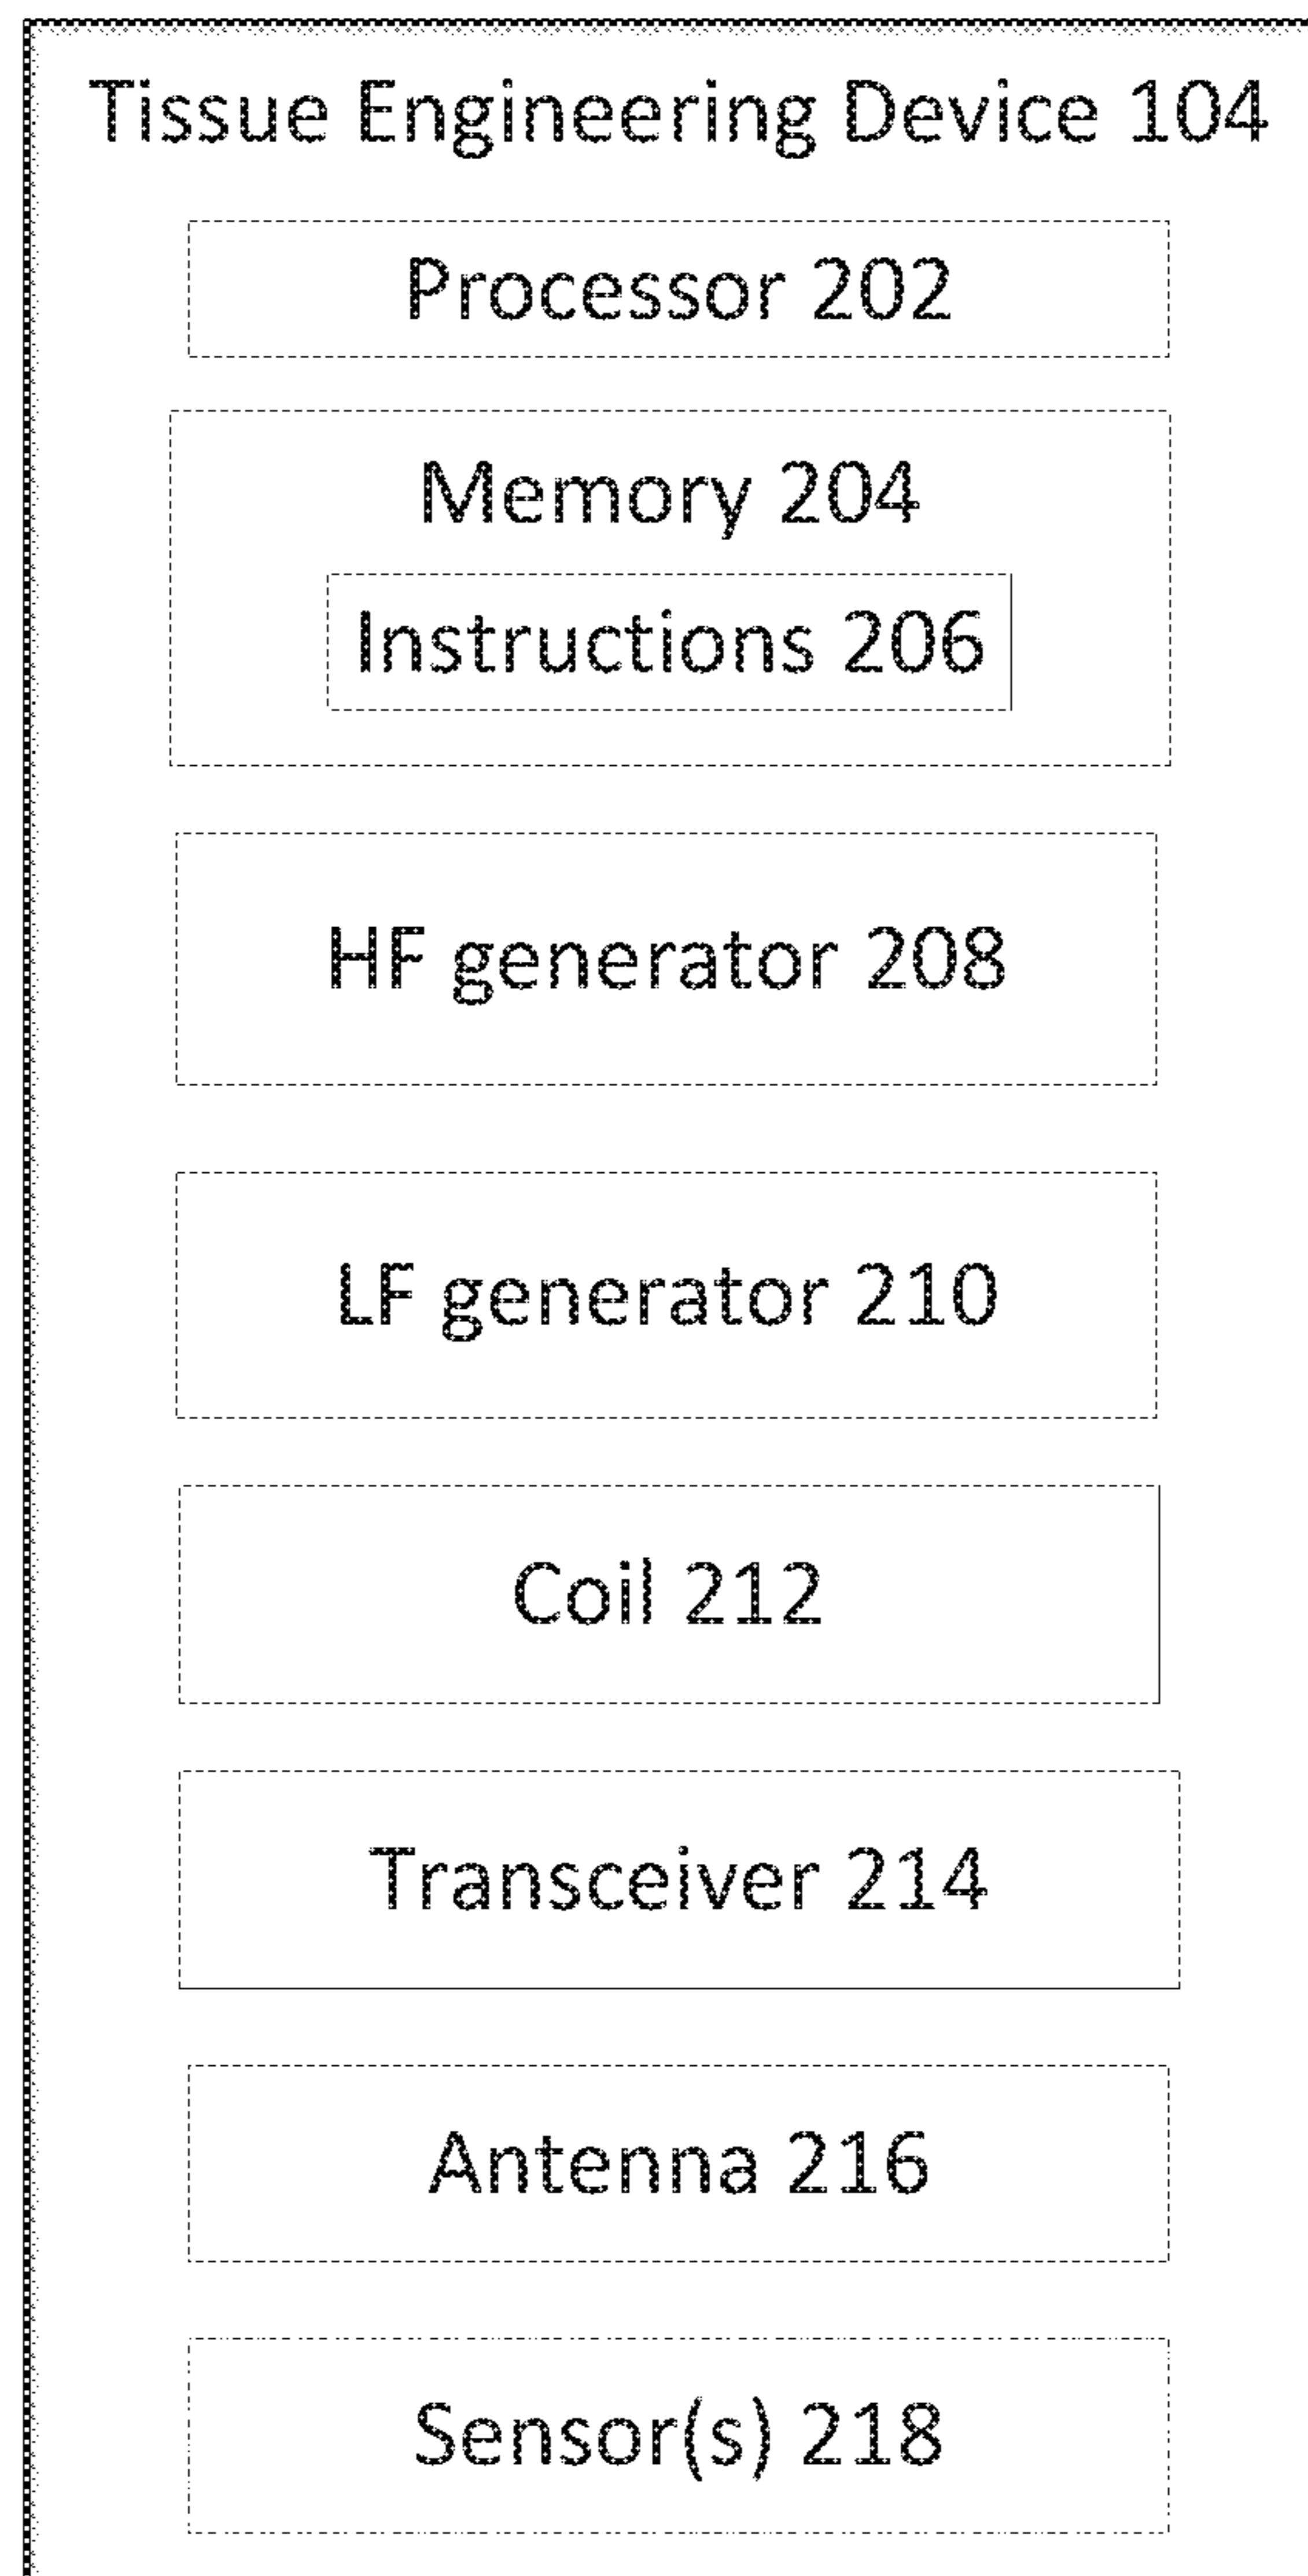 Tissue Engineering Device 104
Processor 202
Memory 204
Instructions 206
HF generator 208
LF generator 210
Coil 212
Transceiver 214
Antenna 216
Sensor(s) 218